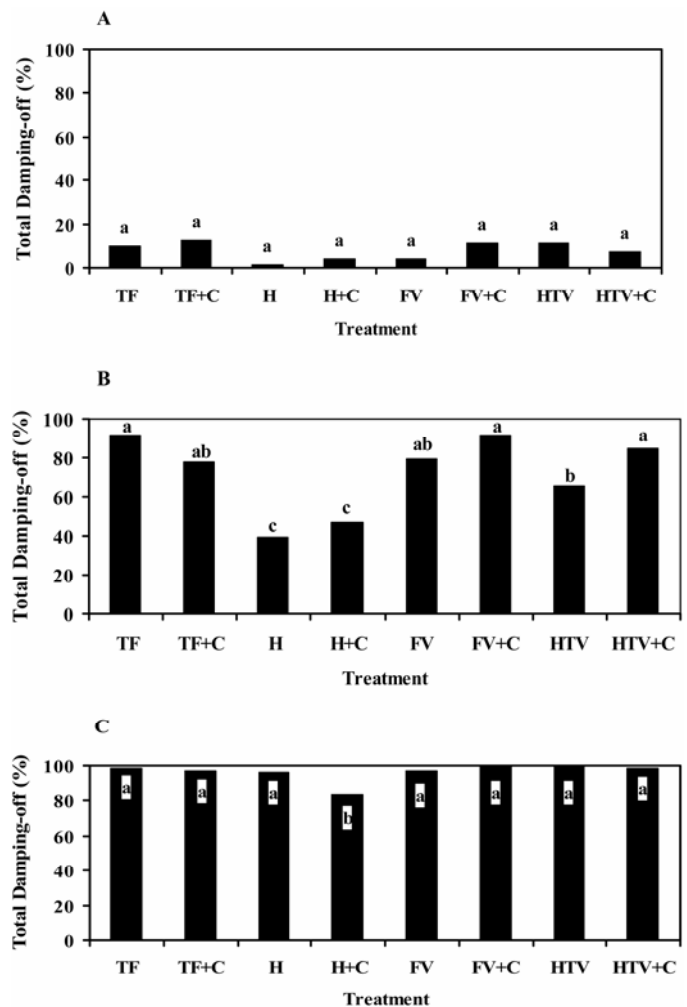 A
Total Damping-off (%)
100
80
60
40
20
0
a a a a a a a a
TF TF+C H H+C FV FV+C HTV HTV+C
Treatment
B
Total Damping-off (%)
100
80
60
40
20
0
a ab c c ab a b a
TF TF+C H H+C FV FV+C HTV HTV+C
Treatment
C
Total Damping-off (%)
100
80
60
40
20
0
a a a b a a a a
TF TF+C H H+C FV FV+C HTV HTV+C
Treatment